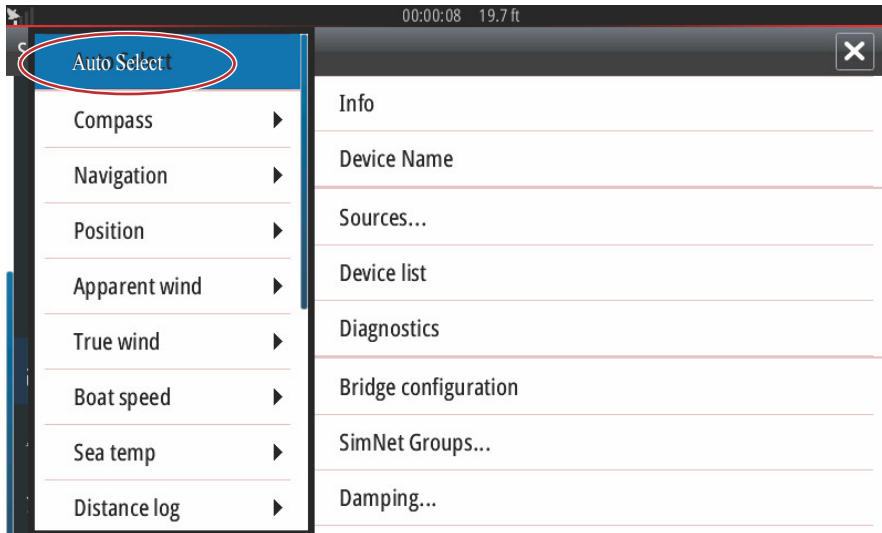 00:00:08 19.7 ft
Auto Select
Compass
Navigation
Position
Apparent wind
True wind
Boat speed
Sea temp
Distance log
Info
Device Name
Sources...
Device list
Diagnostics
Bridge configuration
SimNet Groups...
Damping...